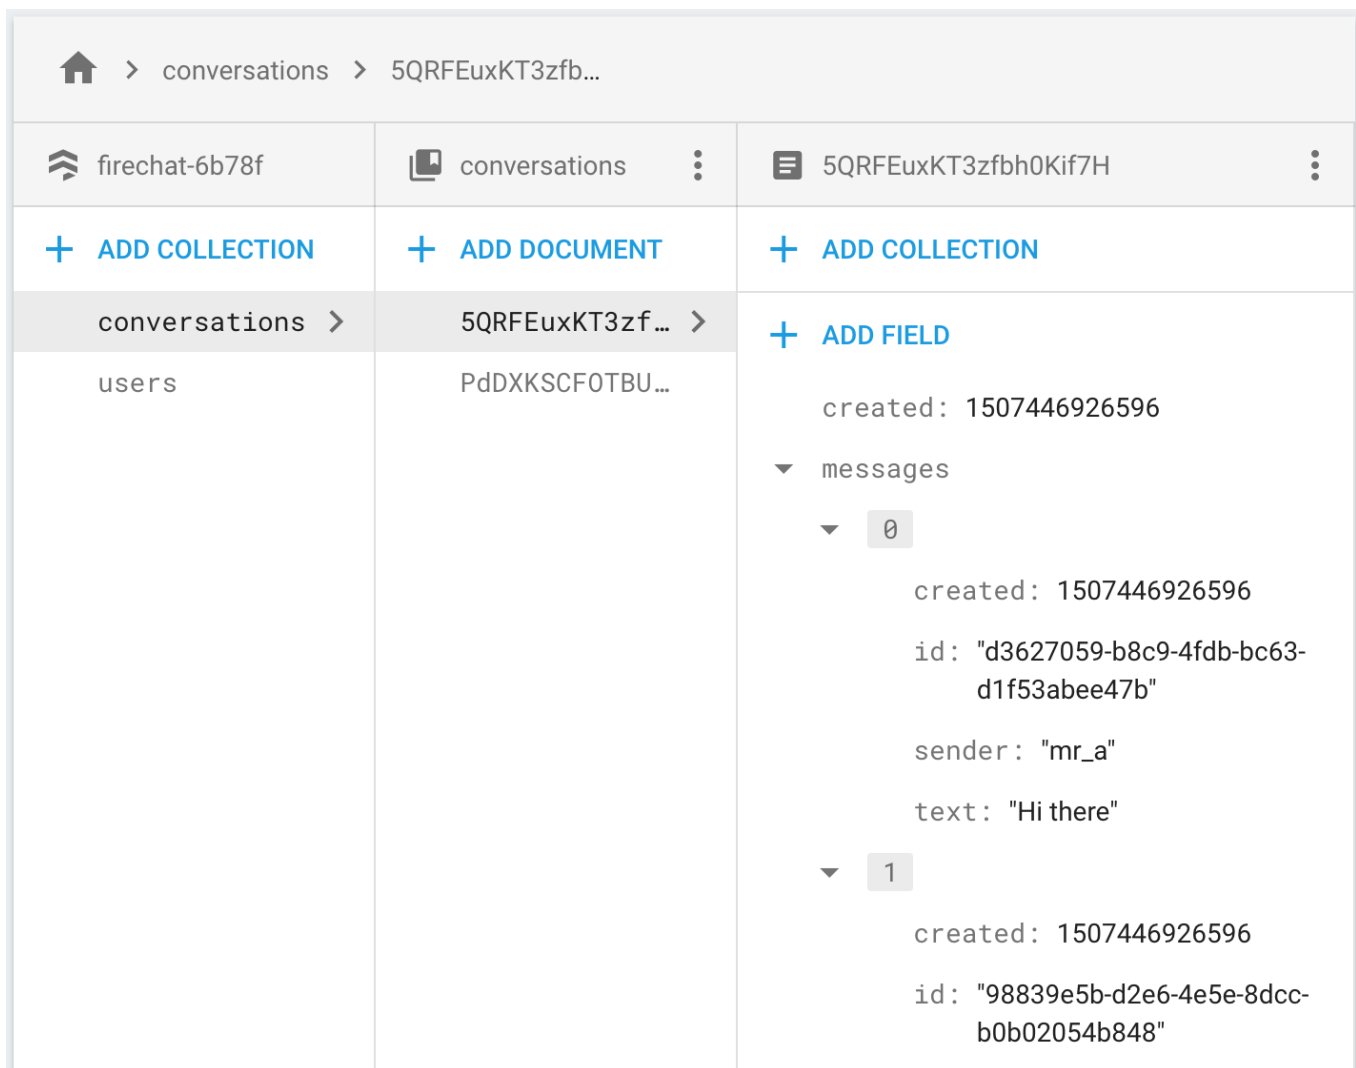 conversations
5QRFEuxKT3zfb...
firechat-6b78f
conversations
5QRFEuxKT3zfbh0Kif7H
ADD COLLECTION
ADD DOCUMENT
ADD COLLECTION
conversations
5QRFEuxKT3zf…
ADD FIELD
users
PdDXKSCFOTBU…
created: 1507446926596
messages
0
created: 1507446926596
id: "d3627059-b8c9-4fdb-bc63-
d1f53abee47b"
sender: "mr_a"
text: "Hi there"
1
created: 1507446926596
id: "98839e5b-d2e6-4e5e-8dcc-
b0b02054b848"